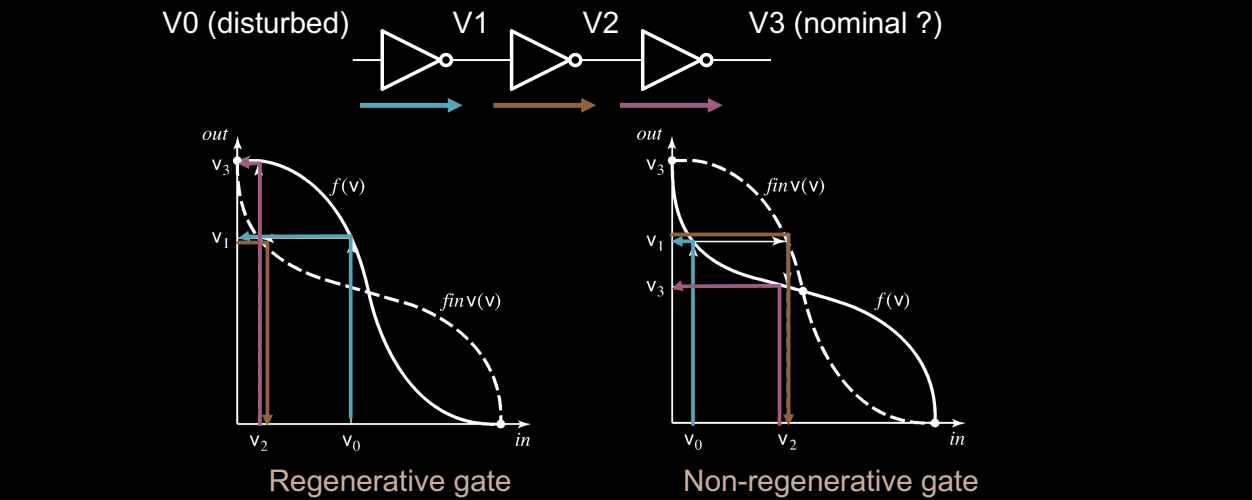 V0 (disturbed) V1 V2 V3 (nominal ?)
out
v3
f(v)
v1
finv(v)
v2 v0 in
Regenerative gate
out
v3
finv(v)
v1
v3
f(v)
v0 v2 in
Non-regenerative gate